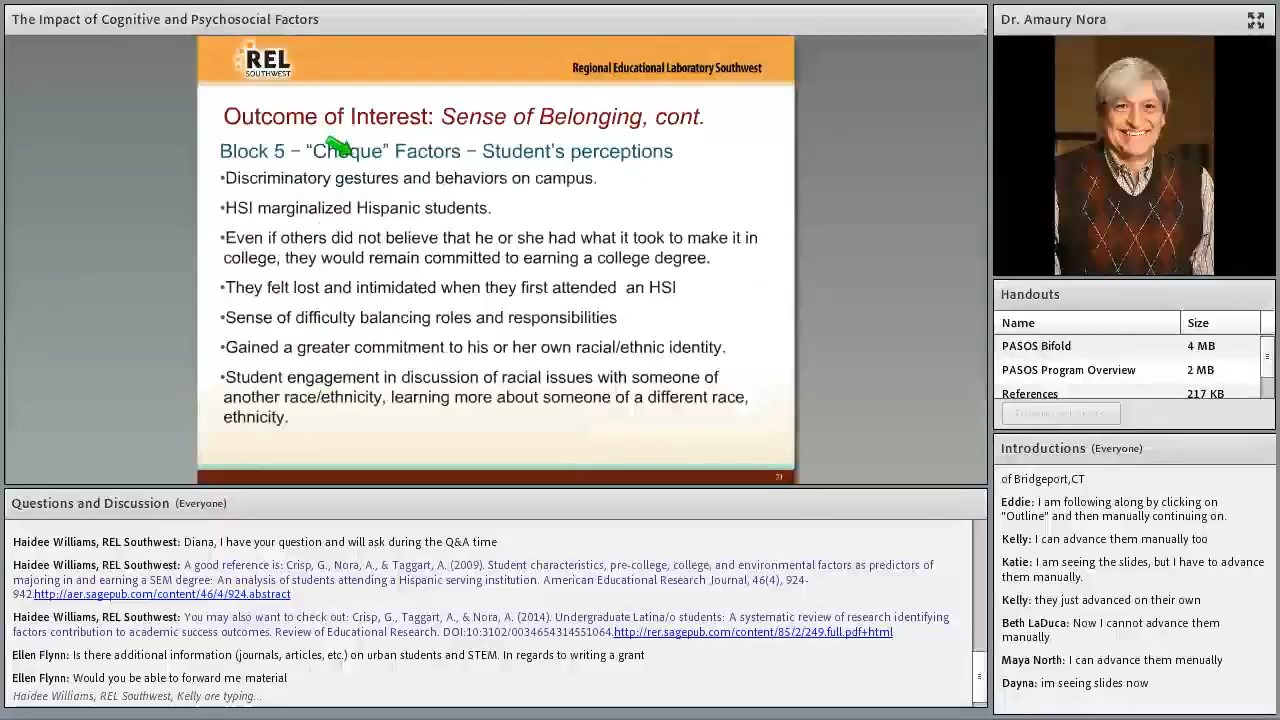 The Impact of Cognitive and Psychosocial Factors
REL
SOUTHWEST
Regional Educational Laboratory Southwest
Outcome of Interest: Sense of Belonging, cont.
Block 5 – “Cheque” Factors – Student’s perceptions
•Discriminatory gestures and behaviors on campus.
•HSI marginalized Hispanic students.
•Even if others did not believe that he or she had what it took to make it in
college, they would remain committed to earning a college degree.
•They felt lost and intimidated when they first attended an HSI
•Sense of difficulty balancing roles and responsibilities
•Gained a greater commitment to his or her own racial/ethnic identity.
•Student engagement in discussion of racial issues with someone of
another race/ethnicity, learning more about someone of a different race,
ethnicity.
Questions and Discussion (Everyone)
Haidee Williams, REL Southwest: Diana, I have your question and will ask during the Q&A time
Haidee Williams, REL Southwest: A good reference is: Crisp, G., Nora, A., & Taggart, A. (2009). Student characteristics, pre-college, college, and environmental factors as predictors of
majoring in and earning a SEM degree: An analysis of students attending a Hispanic serving institution. American Educational Research Journal, 46(4), 924-
942.http://aer.sagepub.com/content/46/4/924.abstract
Haidee Williams, REL Southwest: You may also want to check out: Crisp, G., Taggart, A., & Nora, A. (2014). Undergraduate Latina/o students: A systematic review of research identifying
factors contribution to academic success outcomes. Review of Educational Research. DOI:10.3102/0034654314551064.http://rer.sagepub.com/content/85/2/249.full.pdf+html
Ellen Flynn: Is there additional information (journals, articles, etc.) on urban students and STEM. In regards to writing a grant
Ellen Flynn: Would you be able to forward me material
Haidee Williams, REL Southwest, Kelly are typing...
Dr. Amaury Nora
Handouts
Name Size
PASOS Bifold 4 MB
PASOS Program Overview 2 MB
References 217 KB
Introductions (Everyone)
of Bridgeport,CT
Eddie: I am following along by clicking on
"Outline" and then manually continuing on.
Kelly: I can advance them manually too
Katie: I am seeing the slides, but I have to advance
them manually.
Kelly: they just advanced on their own
Beth LaDuca: Now I cannot advance them
manually
Maya North: I can advance them menually
Dayna: im seeing slides now